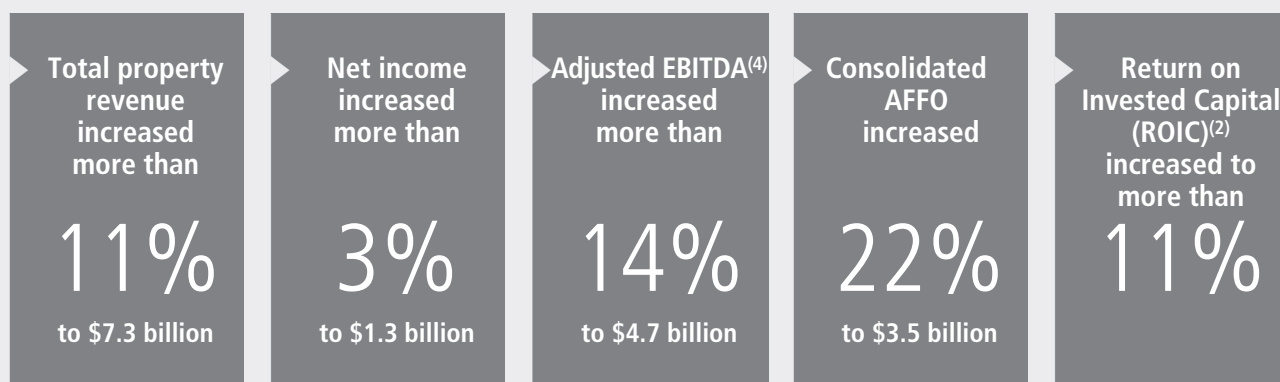 Total property
revenue
increased
more than
11%
to $7.3 billion
Net income
increased
more than
3%
to $1.3 billion
Adjusted EBITDA(4)
increased
more than
14%
to $4.7 billion
Consolidated
AFFO
increased
22%
to $3.5 billion
Return on
Invested Capital
(ROIC)(2)
increased to
more than
11%